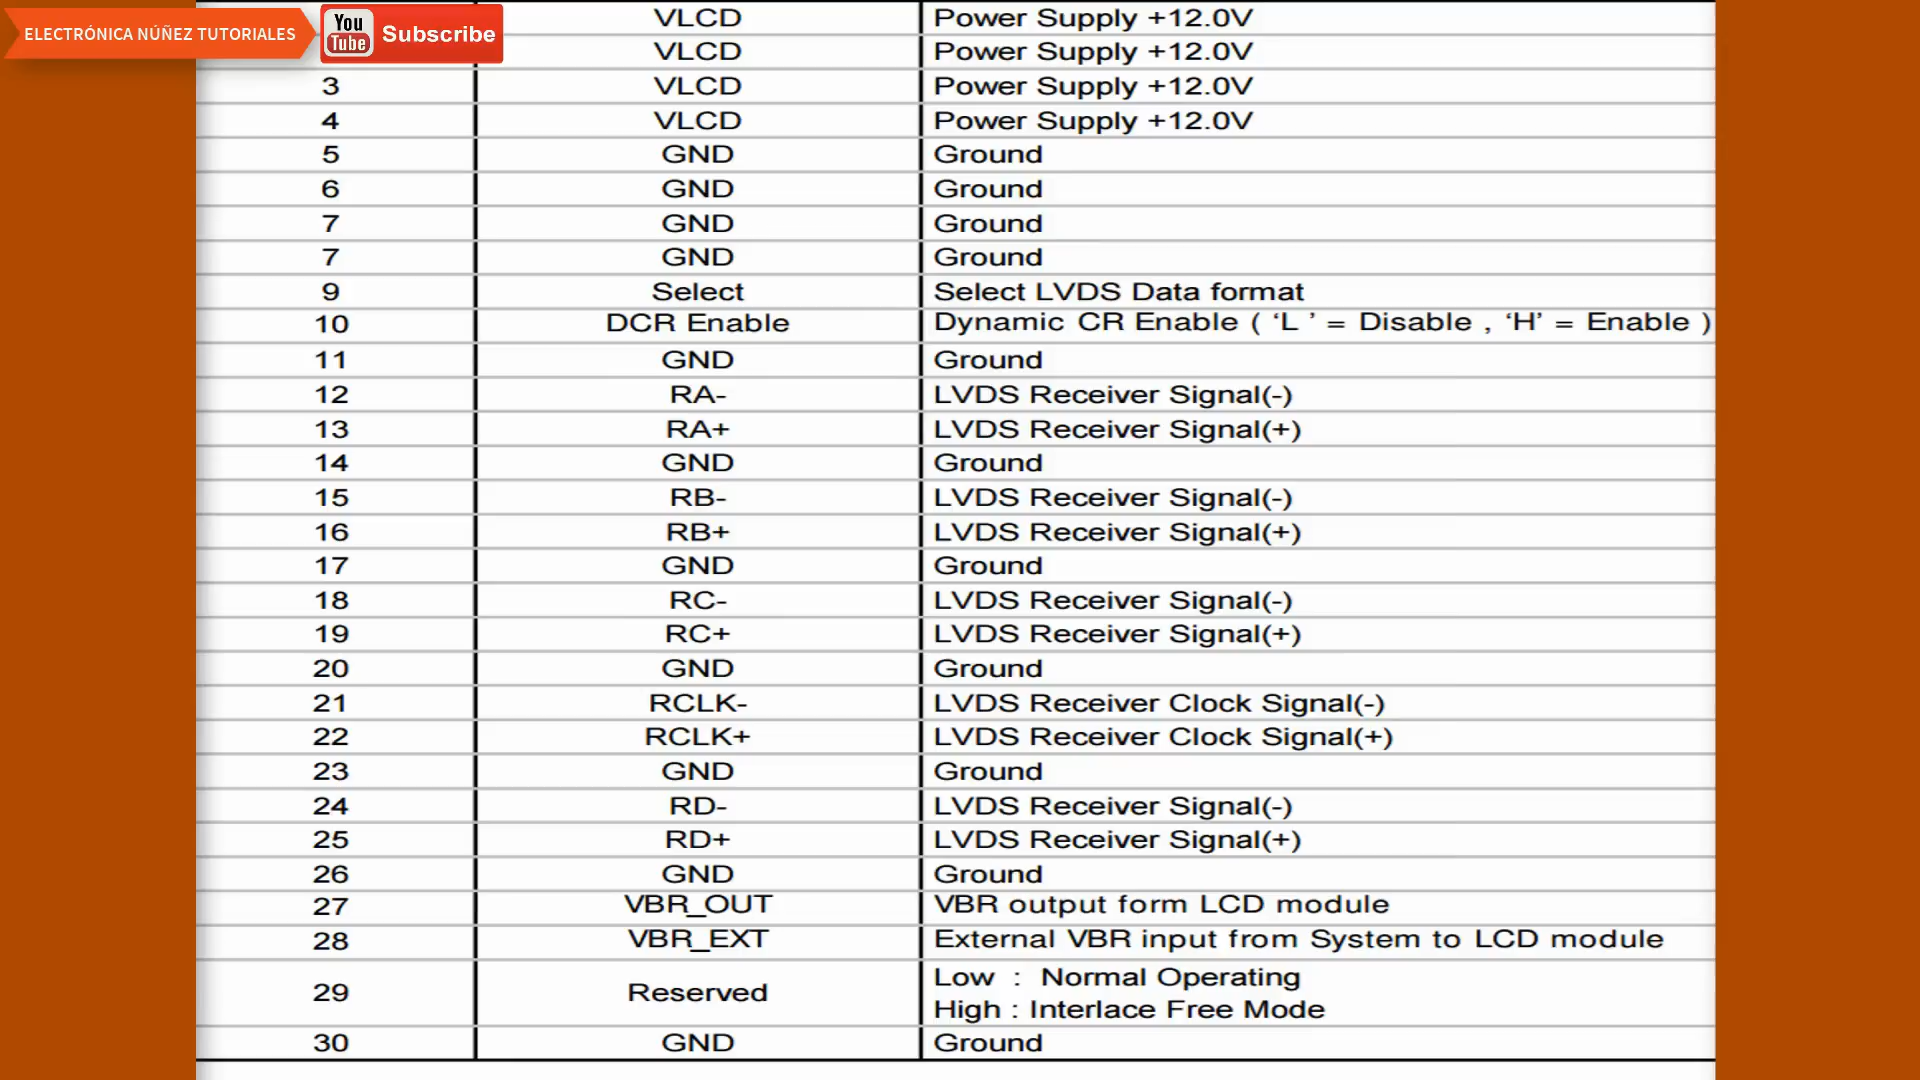 ELECTRÓNICA NÚÑEZ TUTORIALES
You Tube Subscribe
VLCD Power Supply +12.0V
VLCD Power Supply +12.0V
3 VLCD Power Supply +12.0V
4 VLCD Power Supply +12.0V
5 GND Ground
6 GND Ground
7 GND Ground
7 GND Ground
9 Select Select LVDS Data format
10 DCR Enable Dynamic CR Enable ( ‘L ’ = Disable , ‘H’ = Enable )
11 GND Ground
12 RA- LVDS Receiver Signal(-)
13 RA+ LVDS Receiver Signal(+)
14 GND Ground
15 RB- LVDS Receiver Signal(-)
16 RB+ LVDS Receiver Signal(+)
17 GND Ground
18 RC- LVDS Receiver Signal(-)
19 RC+ LVDS Receiver Signal(+)
20 GND Ground
21 RCLK- LVDS Receiver Clock Signal(-)
22 RCLK+ LVDS Receiver Clock Signal(+)
23 GND Ground
24 RD- LVDS Receiver Signal(-)
25 RD+ LVDS Receiver Signal(+)
26 GND Ground
27 VBR_OUT VBR output form LCD module
28 VBR_EXT External VBR input from System to LCD module
29 Reserved Low : Normal Operating
High : Interlace Free Mode
30 GND Ground